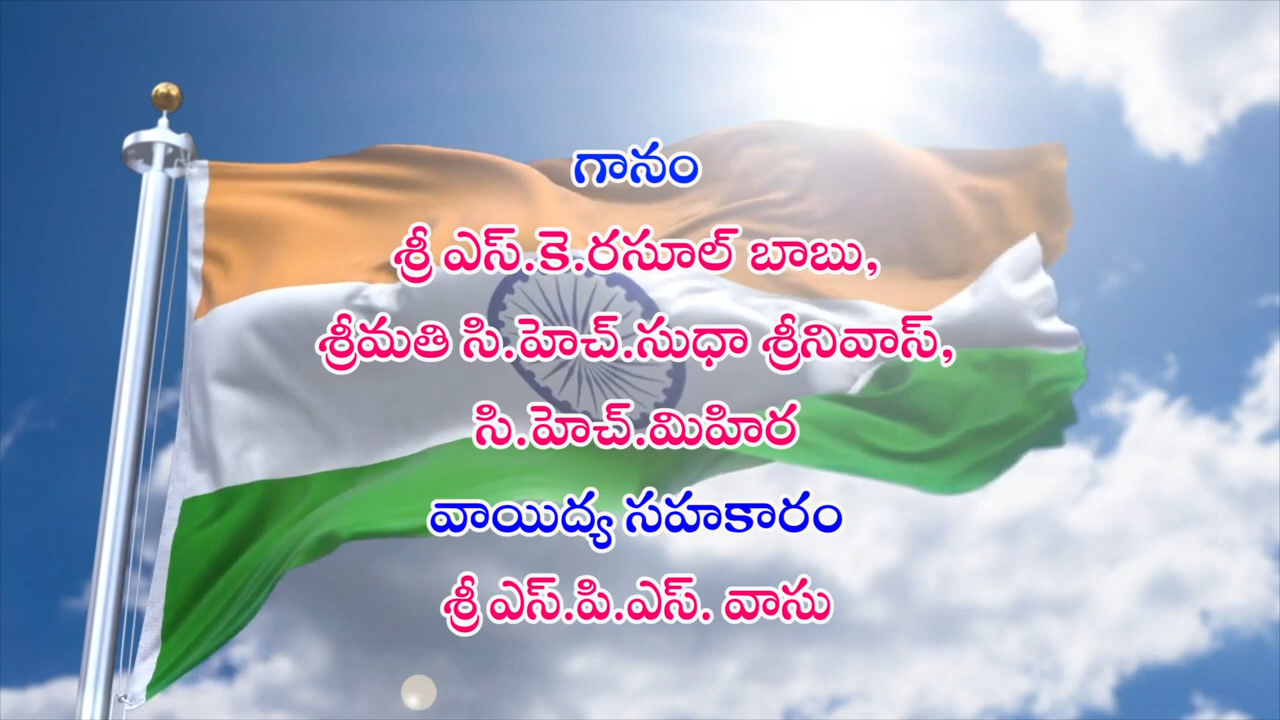 గానం
శ్రీ ఎస్.కె.రసూల్ బాబు,
శ్రీమతి సి.హెచ్.సుధా శ్రీనివాస్,
సి.హెచ్.మిహిర
వాయిద్య సహకారం
శ్రీ ఎస్.పి.ఎస్. వాసు